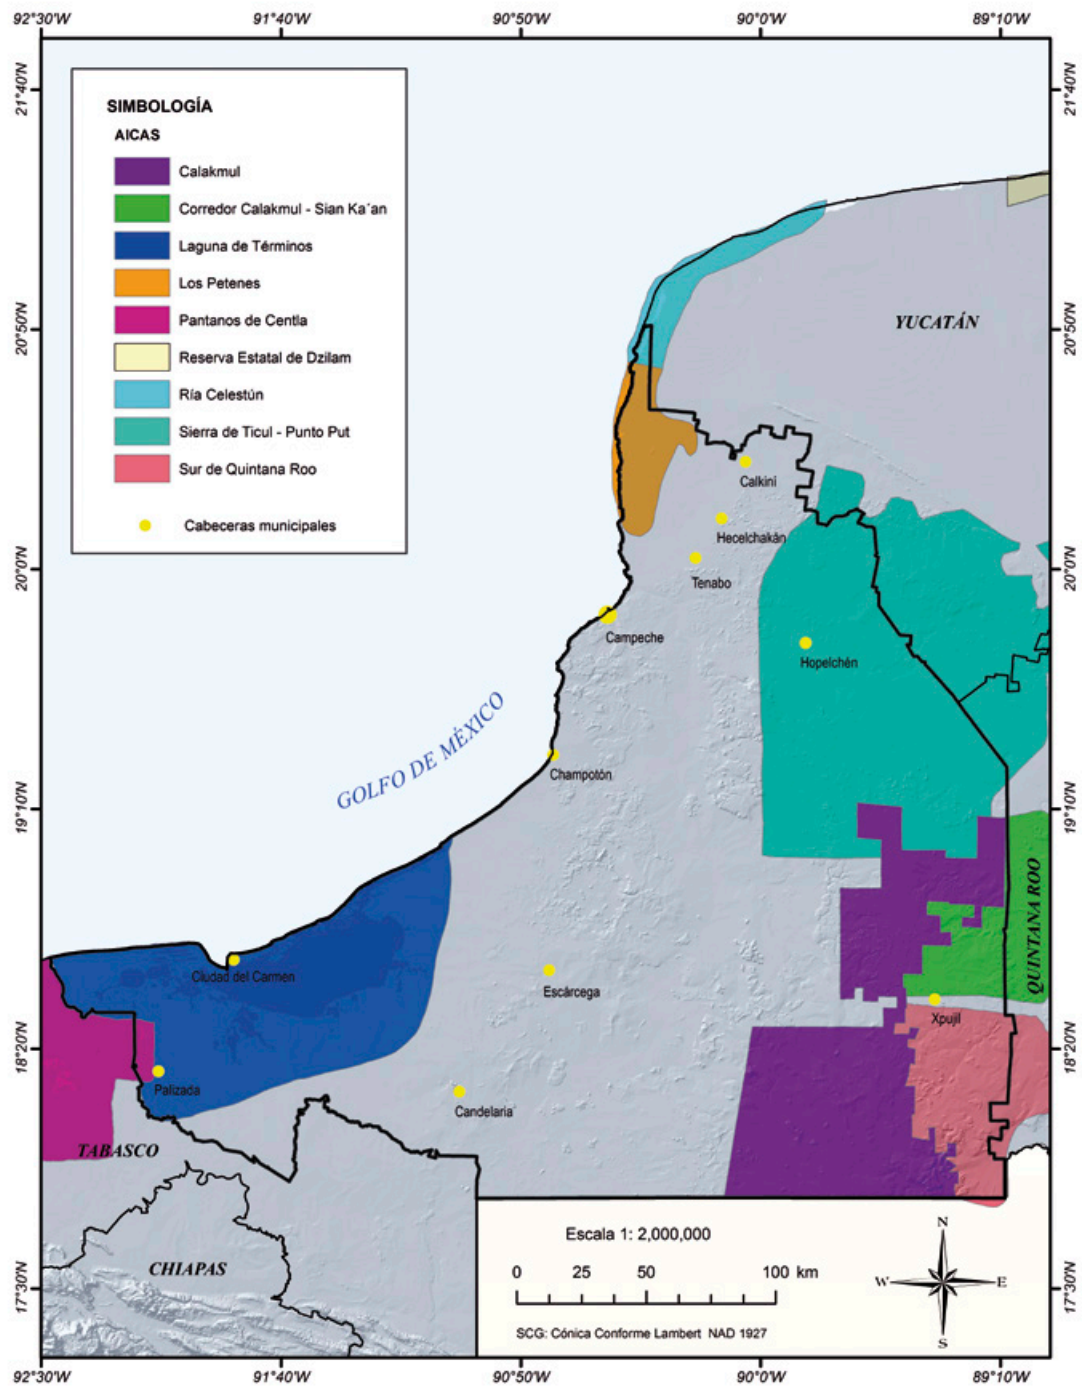 92°30'W 91°40'W 90°50'W 90°0'W 89°10'W
21°40'N
21°40'N
SIMBOLOGÍA
AICAS
Calakmul
Corredor Calakmul - Sian Ka´an
Laguna de Términos
Los Petenes
Pantanos de Centla
Reserva Estatal de Dzilam
Ría Celestún
Sierra de Ticul - Punto Put
Sur de Quintana Roo
Cabeceras municipales
20°50'N
YUCATÁN
20°50'N
Calkiní
Hecelchakán
20°0'N
Tenabo
20°0'N
Campeche
Hopelchén
GOLFO DE MÉXICO
Champotón
19°10'N
19°10'N
QUINTANA ROO
Ciudad del Carmen
Escárcega
Xpujil
18°20'N
18°20'N
Palizada
Candelaria
TABASCO
CHIAPAS
17°30'N
17°30'N
Escala 1: 2,000,000
0 25 50 100 km
SCG: Cónica Conforme Lambert NAD 1927
N
W E
S
92°30'W 91°40'W 90°50'W 90°0'W 89°10'W